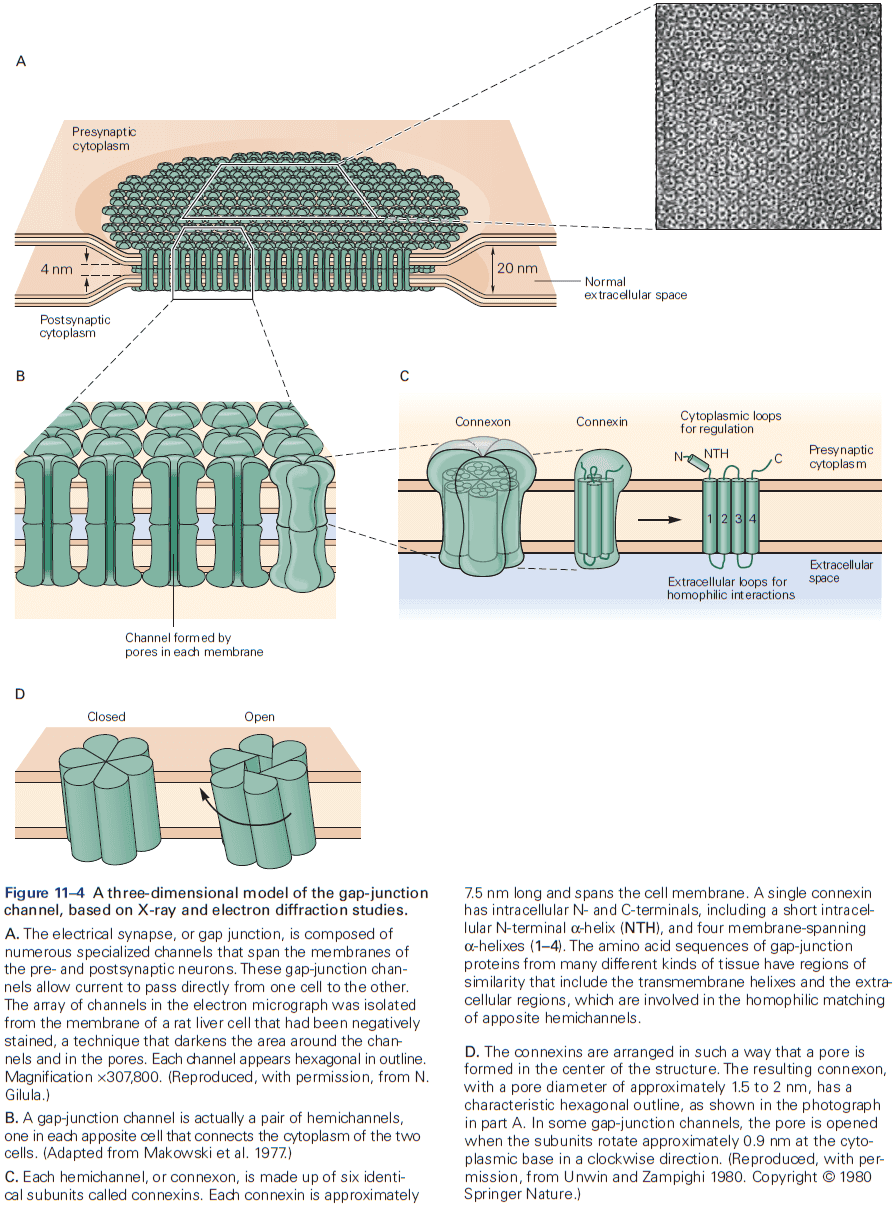 A
Presynaptic
cytoplasm
4 nm
20 nm
Normal
extracellular space
Postsynaptic
cytoplasm
B
Channel formed by
pores in each membrane
C
Connexon
Connexin
Cytoplasmic loops
for regulation
N
NTH
C
Presynaptic
cytoplasm
1 2 3 4
Extracellular loops for
homophilic interactions
Extracellular
space
D
Closed
Open
Figure 11–4 A three-dimensional model of the gap-junction
channel, based on X-ray and electron diffraction studies.
A. The electrical synapse, or gap junction, is composed of
numerous specialized channels that span the membranes of
the pre- and postsynaptic neurons. These gap-junction chan-
nels allow current to pass directly from one cell to the other.
The array of channels in the electron micrograph was isolated
from the membrane of a rat liver cell that had been negatively
stained, a technique that darkens the area around the chan-
nels and in the pores. Each channel appears hexagonal in outline.
Magnification ×307,800. (Reproduced, with permission, from N.
Gilula.)
B. A gap-junction channel is actually a pair of hemichannels,
one in each apposite cell that connects the cytoplasm of the two
cells. (Adapted from Makowski et al. 1977.)
C. Each hemichannel, or connexon, is made up of six identi-
cal subunits called connexins. Each connexin is approximately
7.5 nm long and spans the cell membrane. A single connexin
has intracellular N- and C-terminals, including a short intracel-
lular N-terminal α-helix (NTH), and four membrane-spanning
α-helixes (1–4). The amino acid sequences of gap-junction
proteins from many different kinds of tissue have regions of
similarity that include the transmembrane helixes and the extra-
cellular regions, which are involved in the homophilic matching
of apposite hemichannels.
D. The connexins are arranged in such a way that a pore is
formed in the center of the structure. The resulting connexon,
with a pore diameter of approximately 1.5 to 2 nm, has a
characteristic hexagonal outline, as shown in the photograph
in part A. In some gap-junction channels, the pore is opened
when the subunits rotate approximately 0.9 nm at the cyto-
plasmic base in a clockwise direction. (Reproduced, with per-
mission, from Unwin and Zampighi 1980. Copyright © 1980
Springer Nature.)